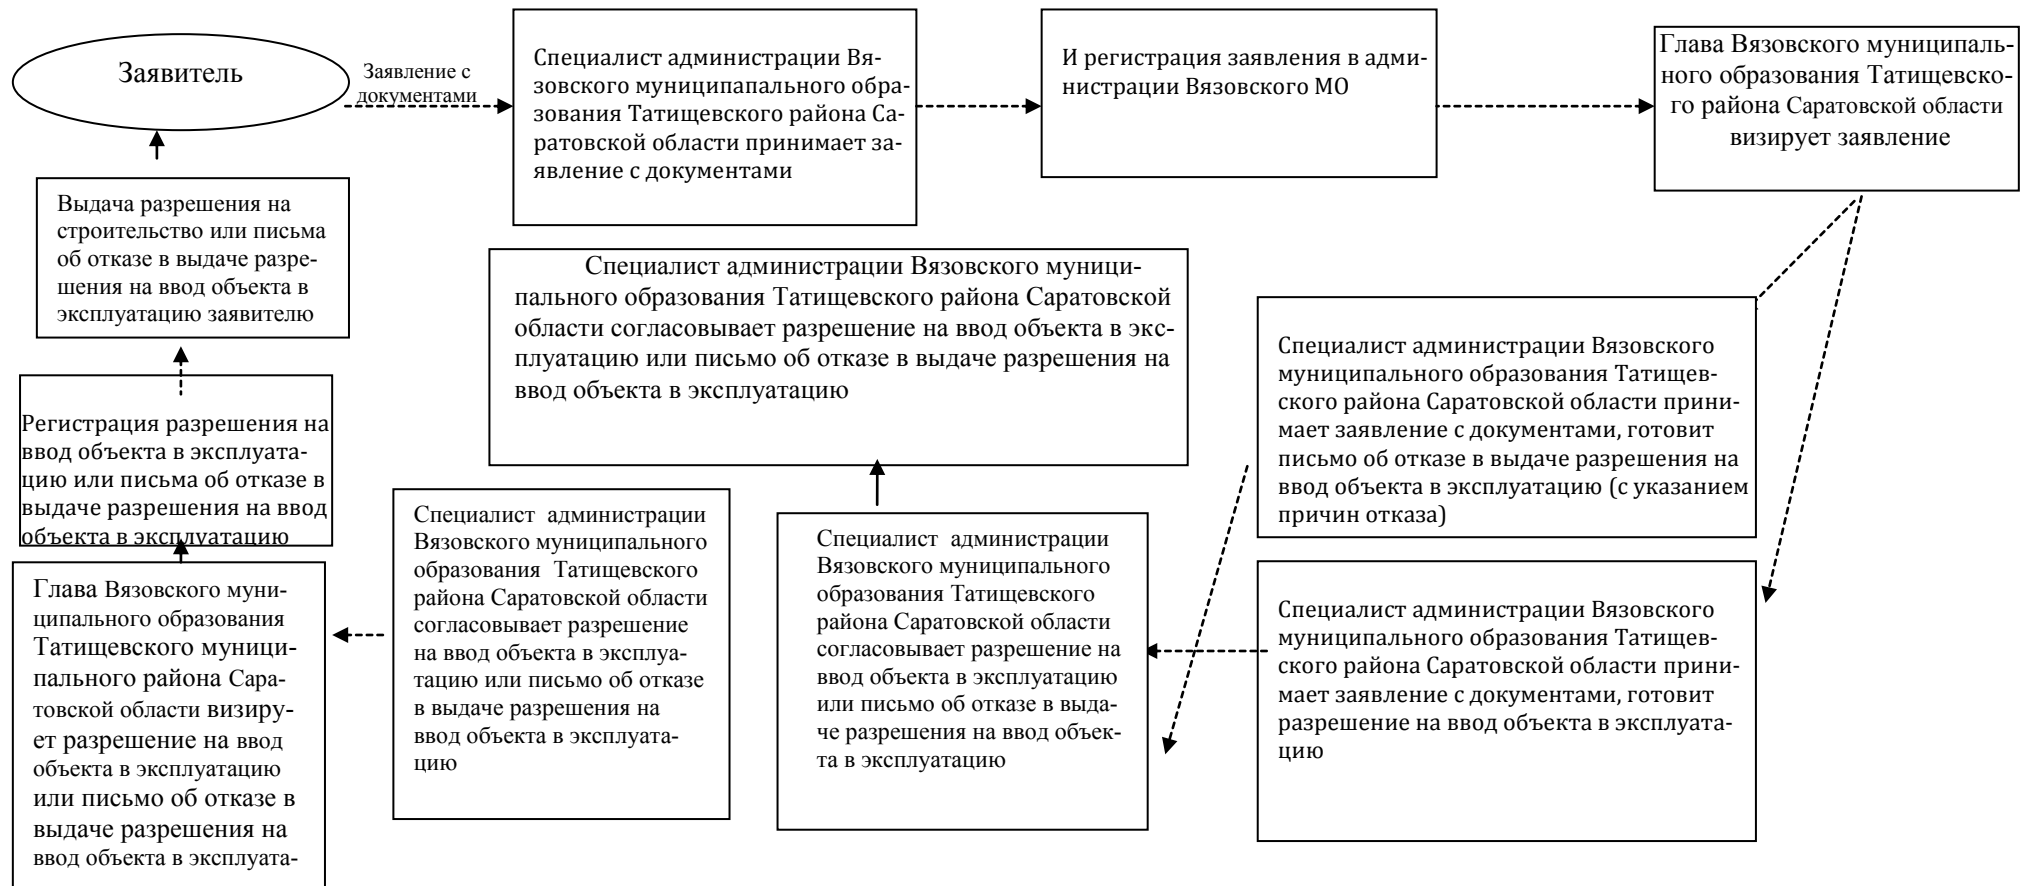 Заявитель
Заявление с
документами
Специалист администрации Вя-
зовского муниципапального обра-
зования Татищевского района Са-
ратовской области принимает за-
явление с документами
И регистрация заявления в адми-
нистрации Вязовского МО
Глава Вязовского муниципаль-
ного образования Татищевско-
го района Саратовской области
визирует заявление
Выдача разрешения на
строительство или письма
об отказе в выдаче разре-
шения на ввод объекта в
эксплуатацию заявителю
Специалист администрации Вязовского муници-
пального образования Татищевского района Саратовской
области согласовывает разрешение на ввод объекта в экс-
плуатацию или письмо об отказе в выдаче разрешения на
ввод объекта в эксплуатацию
Специалист администрации Вязовского
муниципального образования Татищев-
ского района Саратовской области прини-
мает заявление с документами, готовит
письмо об отказе в выдаче разрешения на
ввод объекта в эксплуатацию (с указанием
причин отказа)
Регистрация разрешения на
ввод объекта в эксплуата-
цию или письма об отказе в
выдаче разрешения на ввод
объекта в эксплуатацию
Специалист администрации
Вязовского муниципального
образования Татищевского
района Саратовской области
согласовывает разрешение
на ввод объекта в эксплуа-
тацию или письмо об отказе
в выдаче разрешения на
ввод объекта в эксплуата-
цию
Специалист администрации
Вязовского муниципального
образования Татищевского
района Саратовской области
согласовывает разрешение на
ввод объекта в эксплуатацию
или письмо об отказе в выда-
че разрешения на ввод объек-
та в эксплуатацию
Специалист администрации Вязовского
муниципального образования Татищев-
ского района Саратовской области прини-
мает заявление с документами, готовит
разрешение на ввод объекта в эксплуата-
цию
Глава Вязовского муни-
ципального образования
Татищевского муници-
пального района Сара-
товской области визиру-
ет разрешение на ввод
объекта в эксплуатацию
или письмо об отказе в
выдаче разрешения на
ввод объекта в эксплуата-